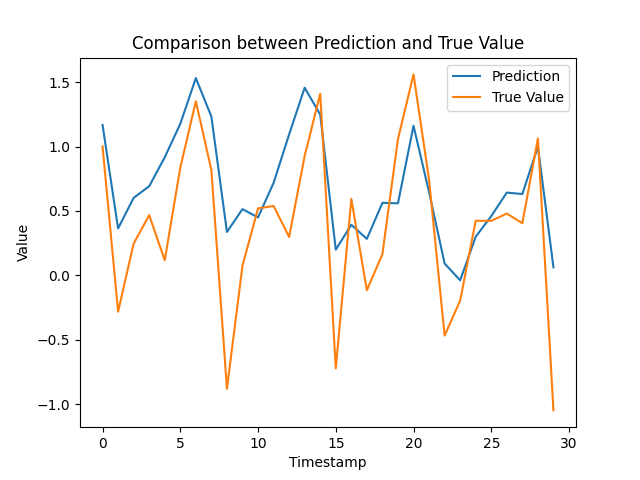 Comparison between Prediction and True Value
Prediction
True Value
Value
1.5
1.0
0.5
0.0
−0.5
−1.0
0 5 10 15 20 25 30
Timestamp